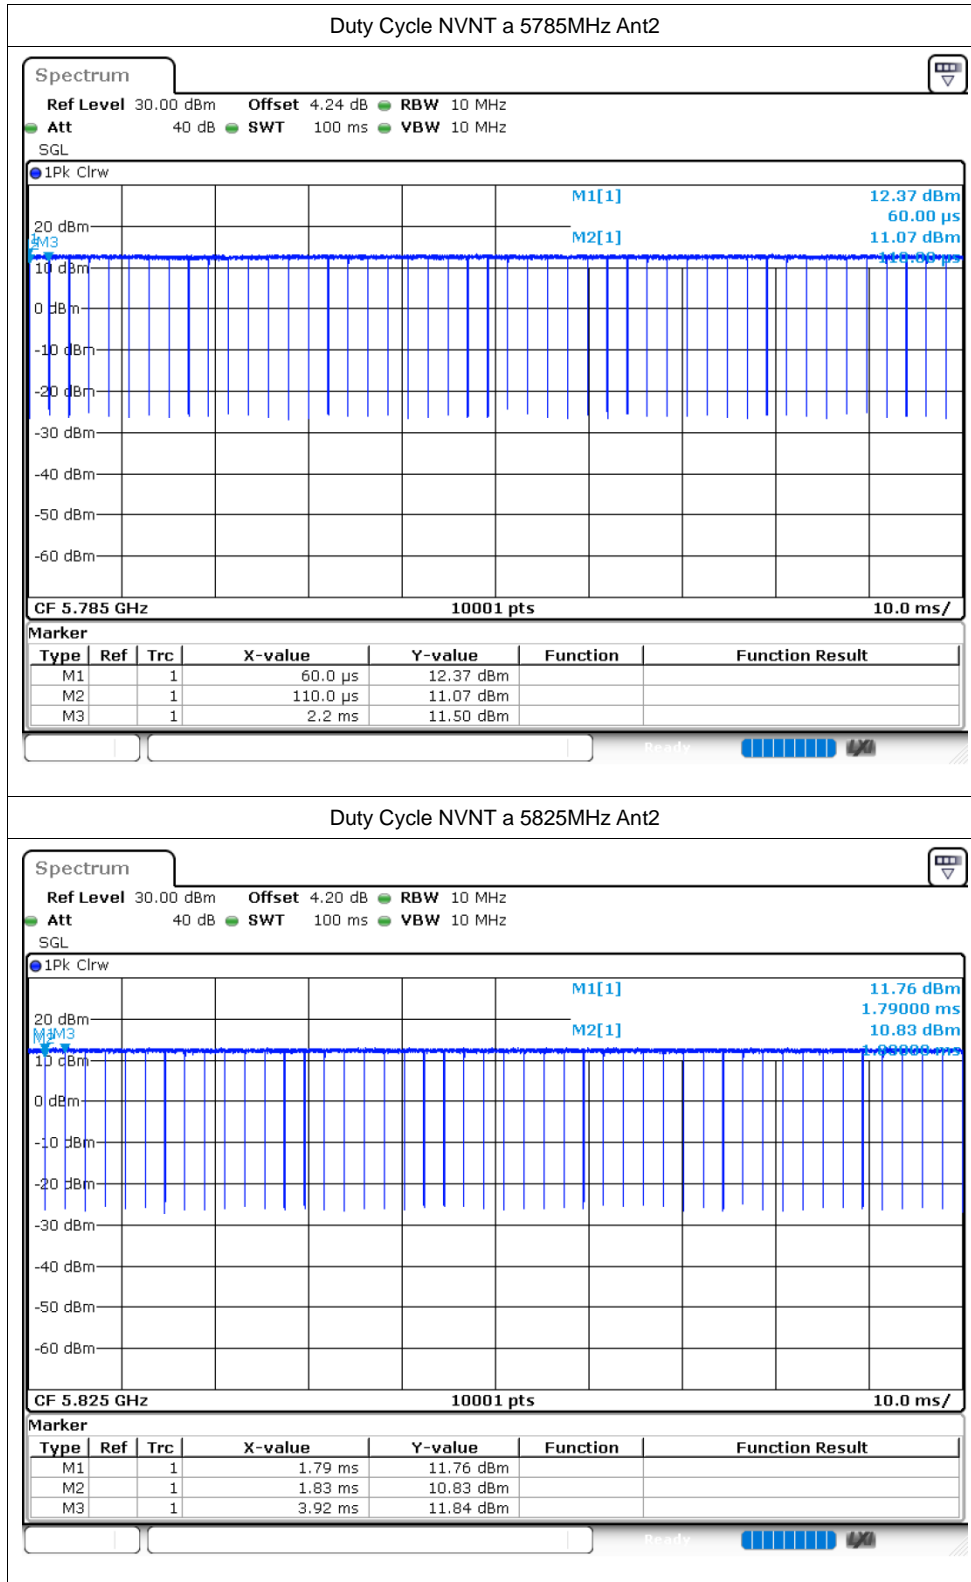 Duty Cycle NVNT a 5785MHz Ant2
Spectrum
Ref Level 30.00 dBm Offset 4.24 dB RBW 10 MHz
Att 40 dB SWT 100 ms VBW 10 MHz
SGL
1Pk Clrw
M1[1] 12.37 dBm
60.00 µs
20 dBm
M2[1] 11.07 dBm
M3
10 dBm
0 dBm
-10 dBm
-20 dBm
-30 dBm
-40 dBm
-50 dBm
-60 dBm
CF 5.785 GHz 10001 pts 10.0 ms/
Marker
Type Ref Trc X-value Y-value Function Function Result
M1 1 60.0 µs 12.37 dBm
M2 1 110.0 µs 11.07 dBm
M3 1 2.2 ms 11.50 dBm
Ready LXI
Duty Cycle NVNT a 5825MHz Ant2
Spectrum
Ref Level 30.00 dBm Offset 4.20 dB RBW 10 MHz
Att 40 dB SWT 100 ms VBW 10 MHz
SGL
1Pk Clrw
M1[1] 11.76 dBm
1.79000 ms
20 dBm
M2[1] 10.83 dBm
M3
10 dBm
0 dBm
-10 dBm
-20 dBm
-30 dBm
-40 dBm
-50 dBm
-60 dBm
CF 5.825 GHz 10001 pts 10.0 ms/
Marker
Type Ref Trc X-value Y-value Function Function Result
M1 1 1.79 ms 11.76 dBm
M2 1 1.83 ms 10.83 dBm
M3 1 3.92 ms 11.84 dBm
Ready LXI